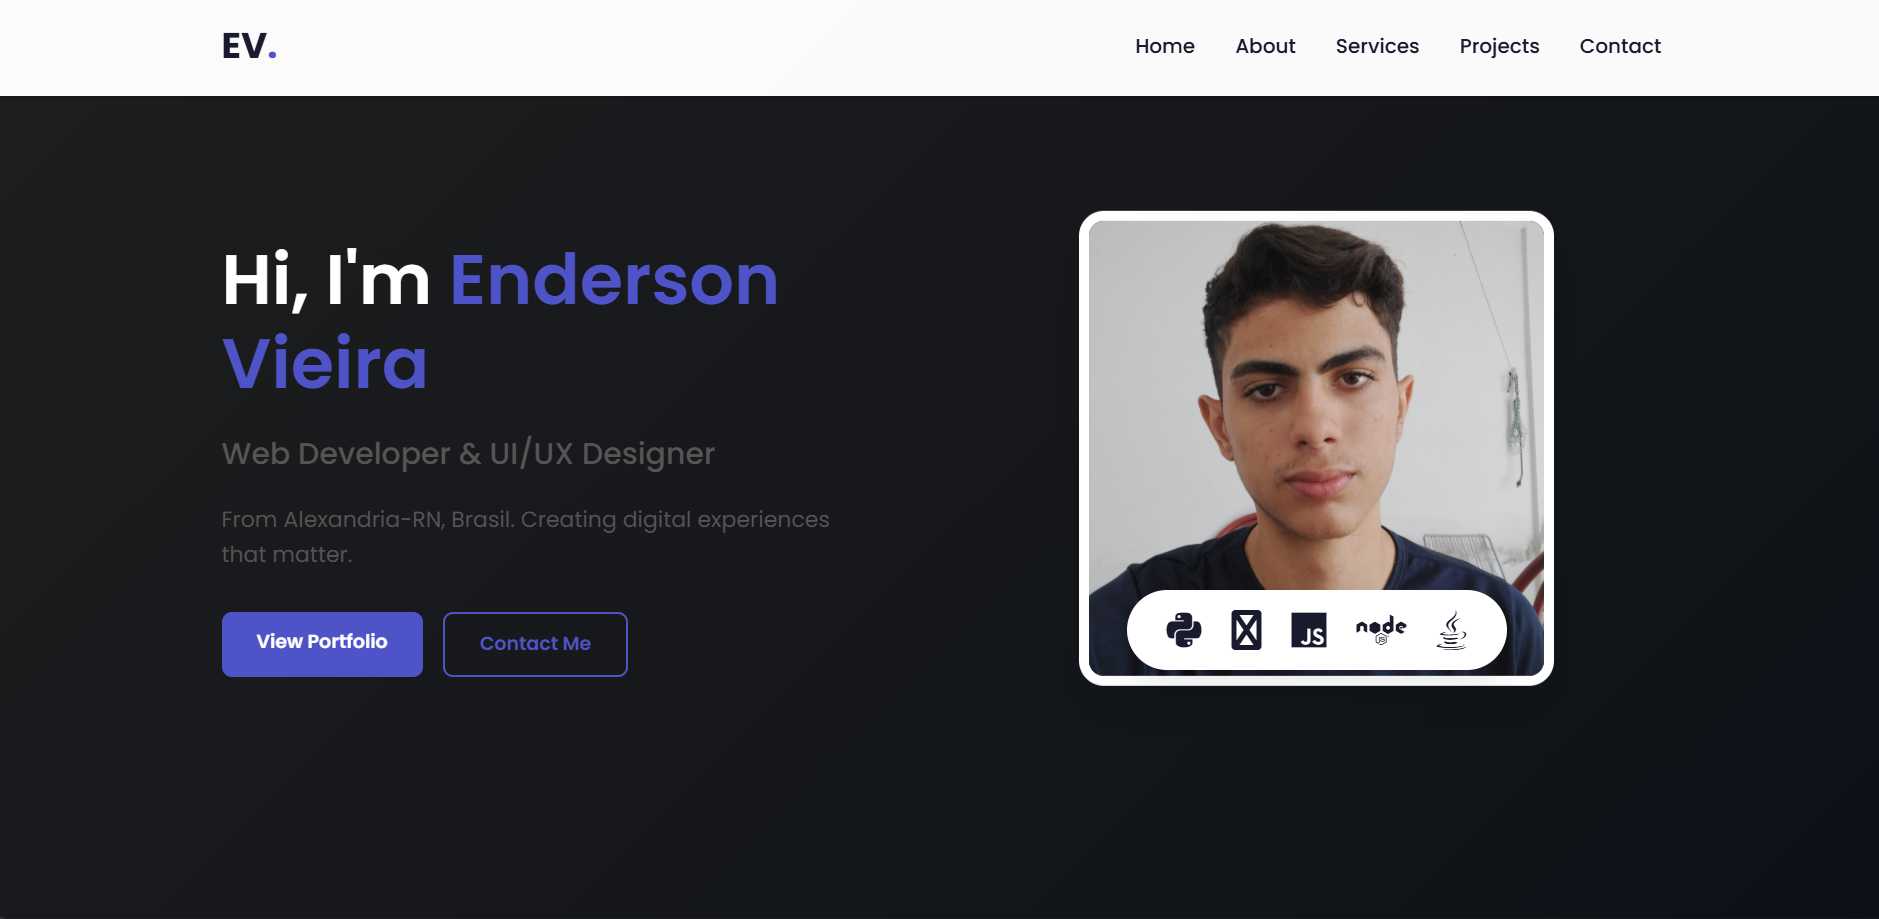 EV.
Home About Services Projects Contact
Hi, I'm Enderson
Vieira
Web Developer & UI/UX Designer
From Alexandria-RN, Brasil. Creating digital experiences
that matter.
View Portfolio
Contact Me
JS
node
JS